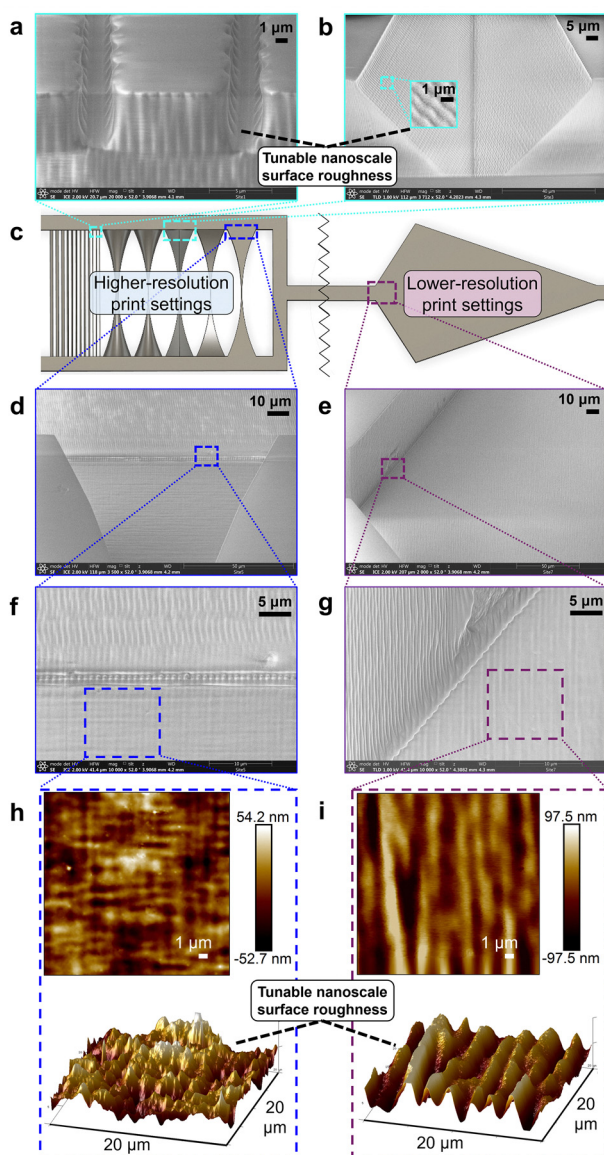 a
1 µm
b
5 µm
1 µm
Tunable nanoscale
surface roughness
c
Higher-resolution
print settings
Lower-resolution
print settings
d
10 µm
e
10 µm
f
5 µm
g
5 µm
h
54.2 nm
-52.7 nm
1 µm
i
97.5 nm
-97.5 nm
1 µm
Tunable nanoscale
surface roughness
20 µm
20
µm
20 µm
20
µm